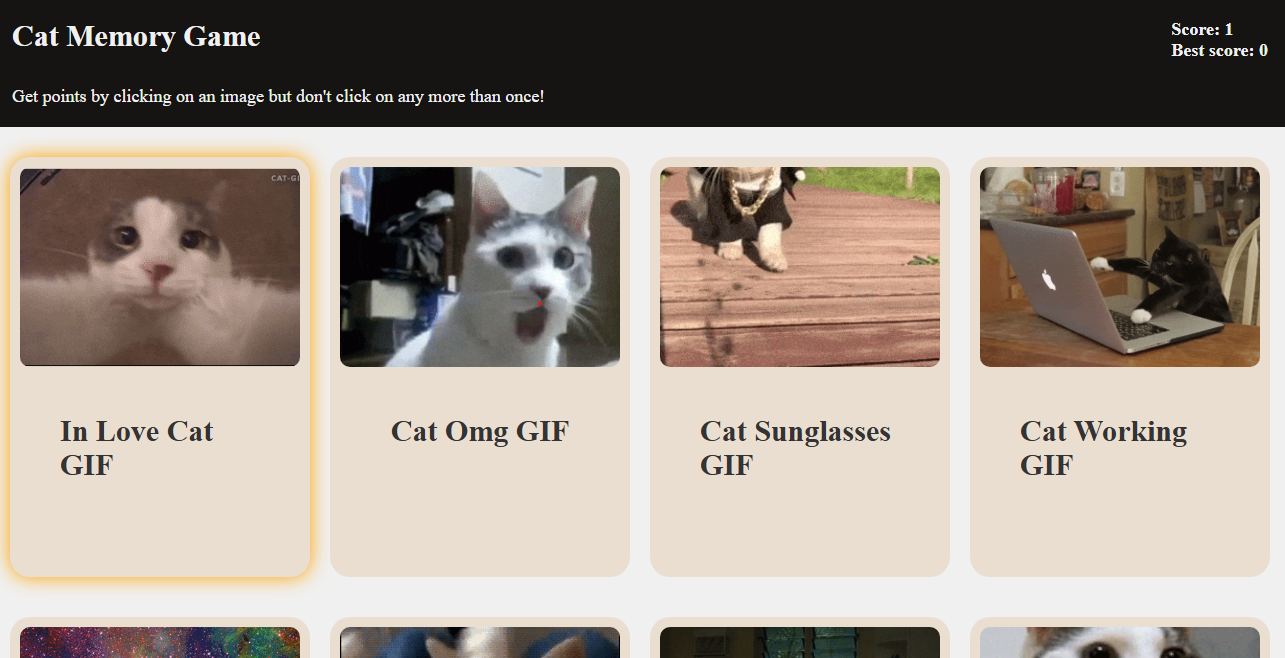 Cat Memory Game
Score: 1
Best score: 0
Get points by clicking on an image but don't click on any more than once!
CAT-GI
In Love Cat
GIF
Cat Omg GIF
Cat Sunglasses
GIF
Cat Working
GIF